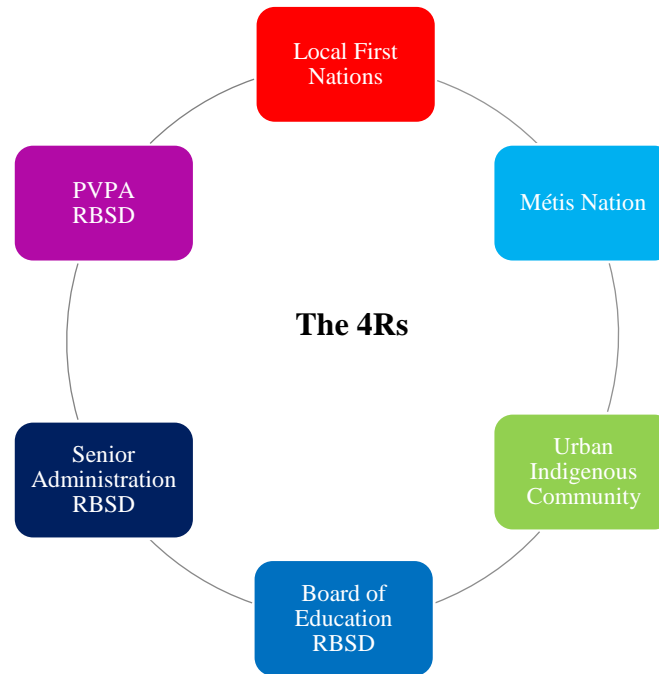 Local First
Nations
PVPA
RBSD
Métis Nation
The 4Rs
Senior
Administration
RBSD
Urban
Indigenous
Community
Board of
Education
RBSD